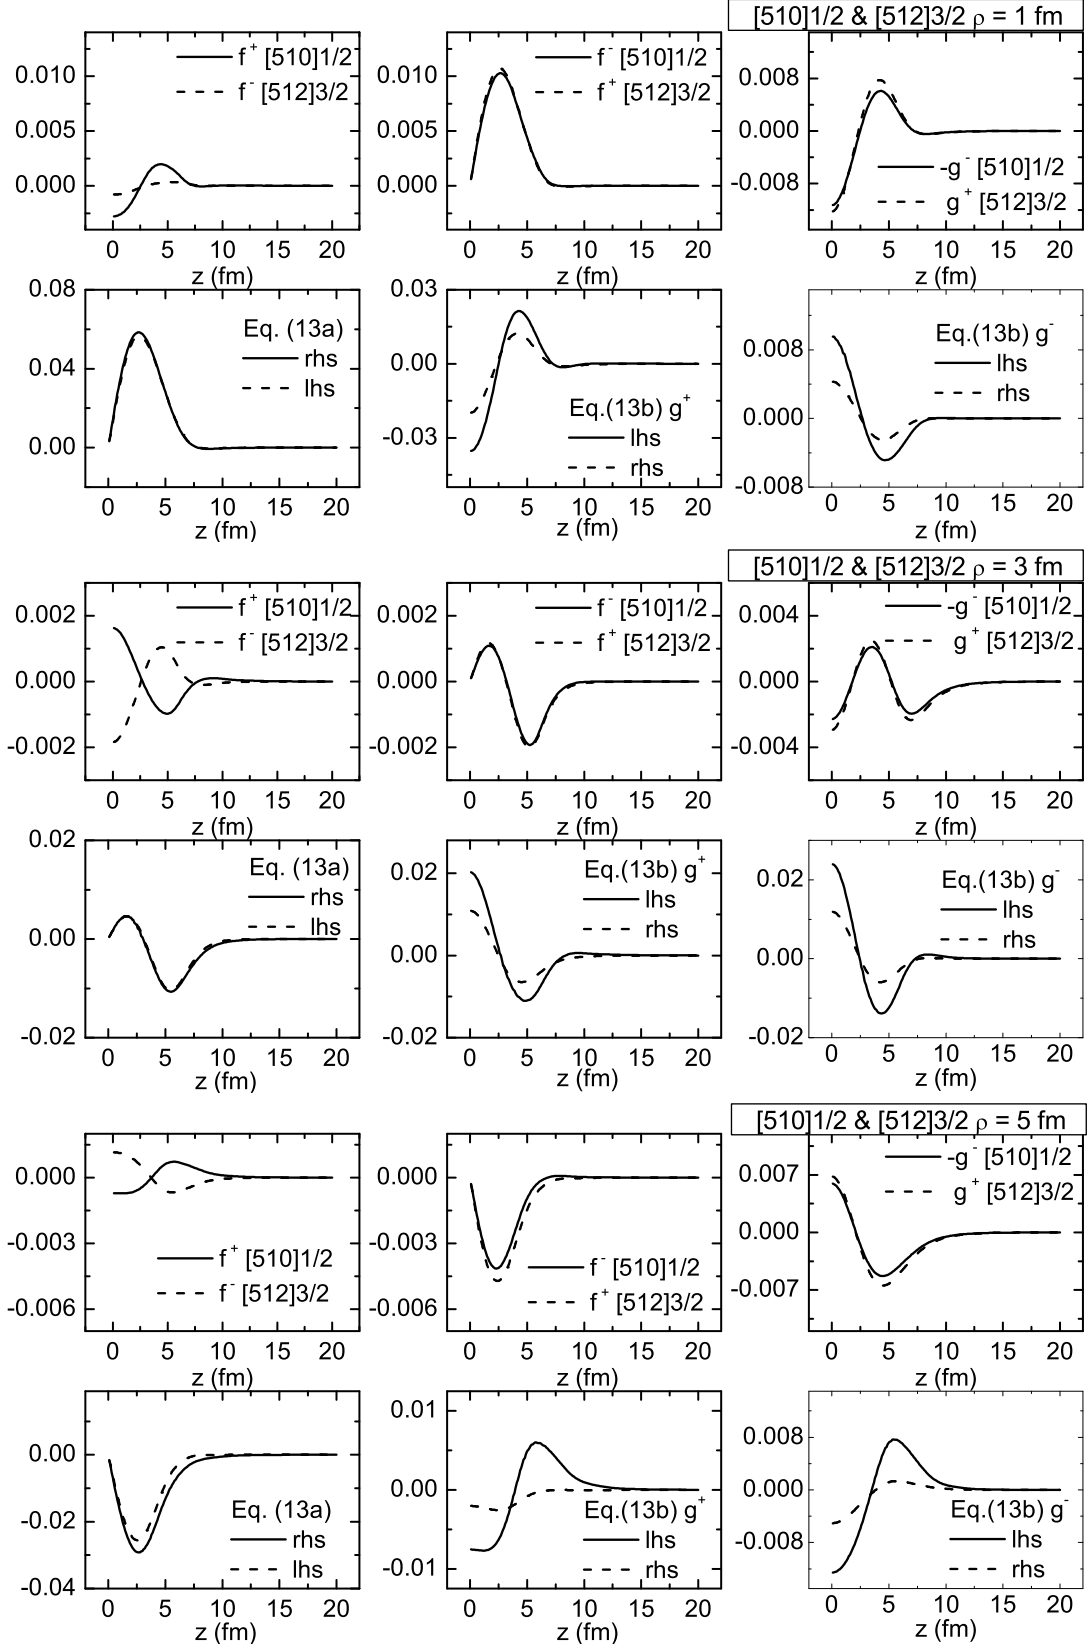 [510]1/2 & [512]3/2 ρ = 1 fm
f⁺ [510]1/2
f⁻ [512]3/2
0.010
0.005
0.000
0 5 10 15 20
z (fm)
f⁻ [510]1/2
f⁺ [512]3/2
0.010
0.005
0.000
0 5 10 15 20
z (fm)
0.008
0.000
-0.008
-g⁻ [510]1/2
g⁺ [512]3/2
0 5 10 15 20
z (fm)
0.08
0.04
0.00
Eq. (13a)
rhs
lhs
0 5 10 15 20
z (fm)
0.03
0.00
-0.03
Eq.(13b) g⁺
lhs
rhs
0 5 10 15 20
z (fm)
0.008
0.000
-0.008
Eq.(13b) g⁻
lhs
rhs
0 5 10 15 20
z (fm)
[510]1/2 & [512]3/2 ρ = 3 fm
f⁺ [510]1/2
f⁻ [512]3/2
0.002
0.000
-0.002
0 5 10 15 20
z (fm)
f⁻ [510]1/2
f⁺ [512]3/2
0.002
0.000
-0.002
0 5 10 15 20
z (fm)
-g⁻ [510]1/2
g⁺ [512]3/2
0.004
0.000
-0.004
0 5 10 15 20
z (fm)
0.02
0.00
-0.02
Eq. (13a)
rhs
lhs
0 5 10 15 20
z (fm)
0.02
0.00
-0.02
Eq.(13b) g⁺
lhs
rhs
0 5 10 15 20
z (fm)
0.02
0.00
-0.02
Eq.(13b) g⁻
lhs
rhs
0 5 10 15 20
z (fm)
[510]1/2 & [512]3/2 ρ = 5 fm
0.000
-0.003
-0.006
f⁺ [510]1/2
f⁻ [512]3/2
0 5 10 15 20
z (fm)
0.000
-0.003
-0.006
f⁻ [510]1/2
f⁺ [512]3/2
0 5 10 15 20
z (fm)
-g⁻ [510]1/2
g⁺ [512]3/2
0.007
0.000
-0.007
0 5 10 15 20
z (fm)
0.00
-0.02
-0.04
Eq. (13a)
rhs
lhs
0 5 10 15 20
z (fm)
0.01
0.00
-0.01
Eq.(13b) g⁺
lhs
rhs
0 5 10 15 20
z (fm)
0.008
0.000
-0.008
Eq.(13b) g⁻
lhs
rhs
0 5 10 15 20
z (fm)